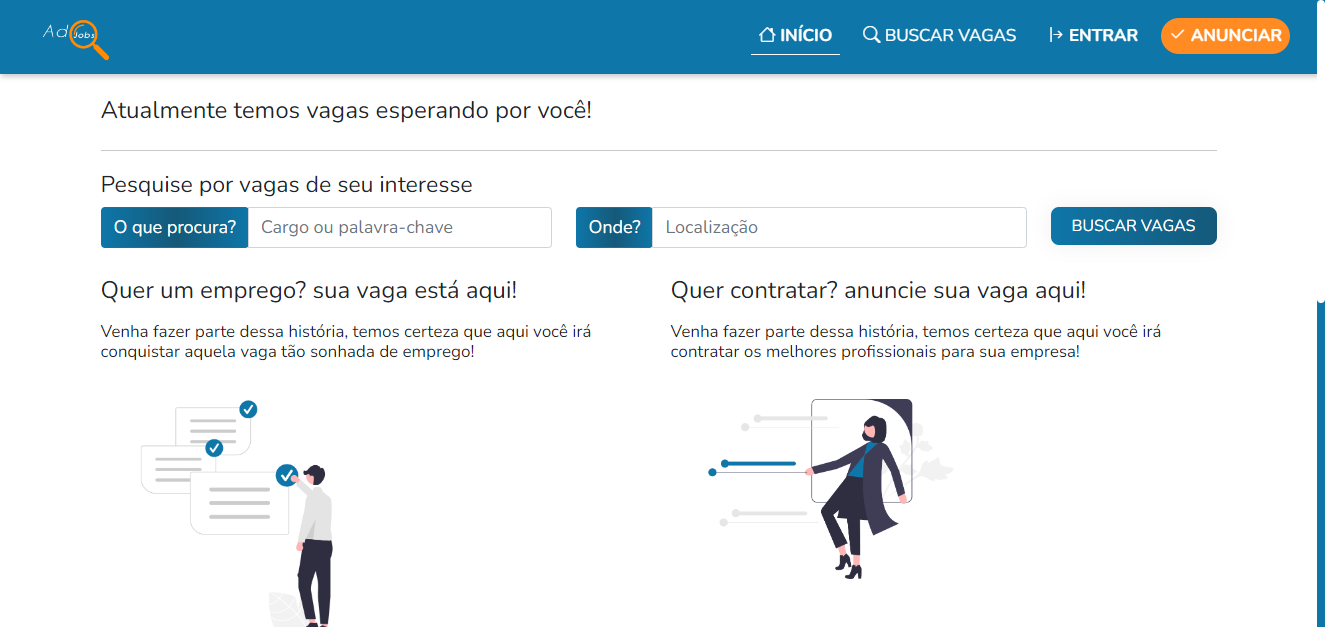 Ad Jobs
INÍCIO
BUSCAR VAGAS
ENTRAR
ANUNCIAR
Atualmente temos vagas esperando por você!
Pesquise por vagas de seu interesse
O que procura?
Cargo ou palavra-chave
Onde?
Localização
BUSCAR VAGAS
Quer um emprego? sua vaga está aqui!
Venha fazer parte dessa história, temos certeza que aqui você irá
conquistar aquela vaga tão sonhada de emprego!
Quer contratar? anuncie sua vaga aqui!
Venha fazer parte dessa história, temos certeza que aqui você irá
contratar os melhores profissionais para sua empresa!